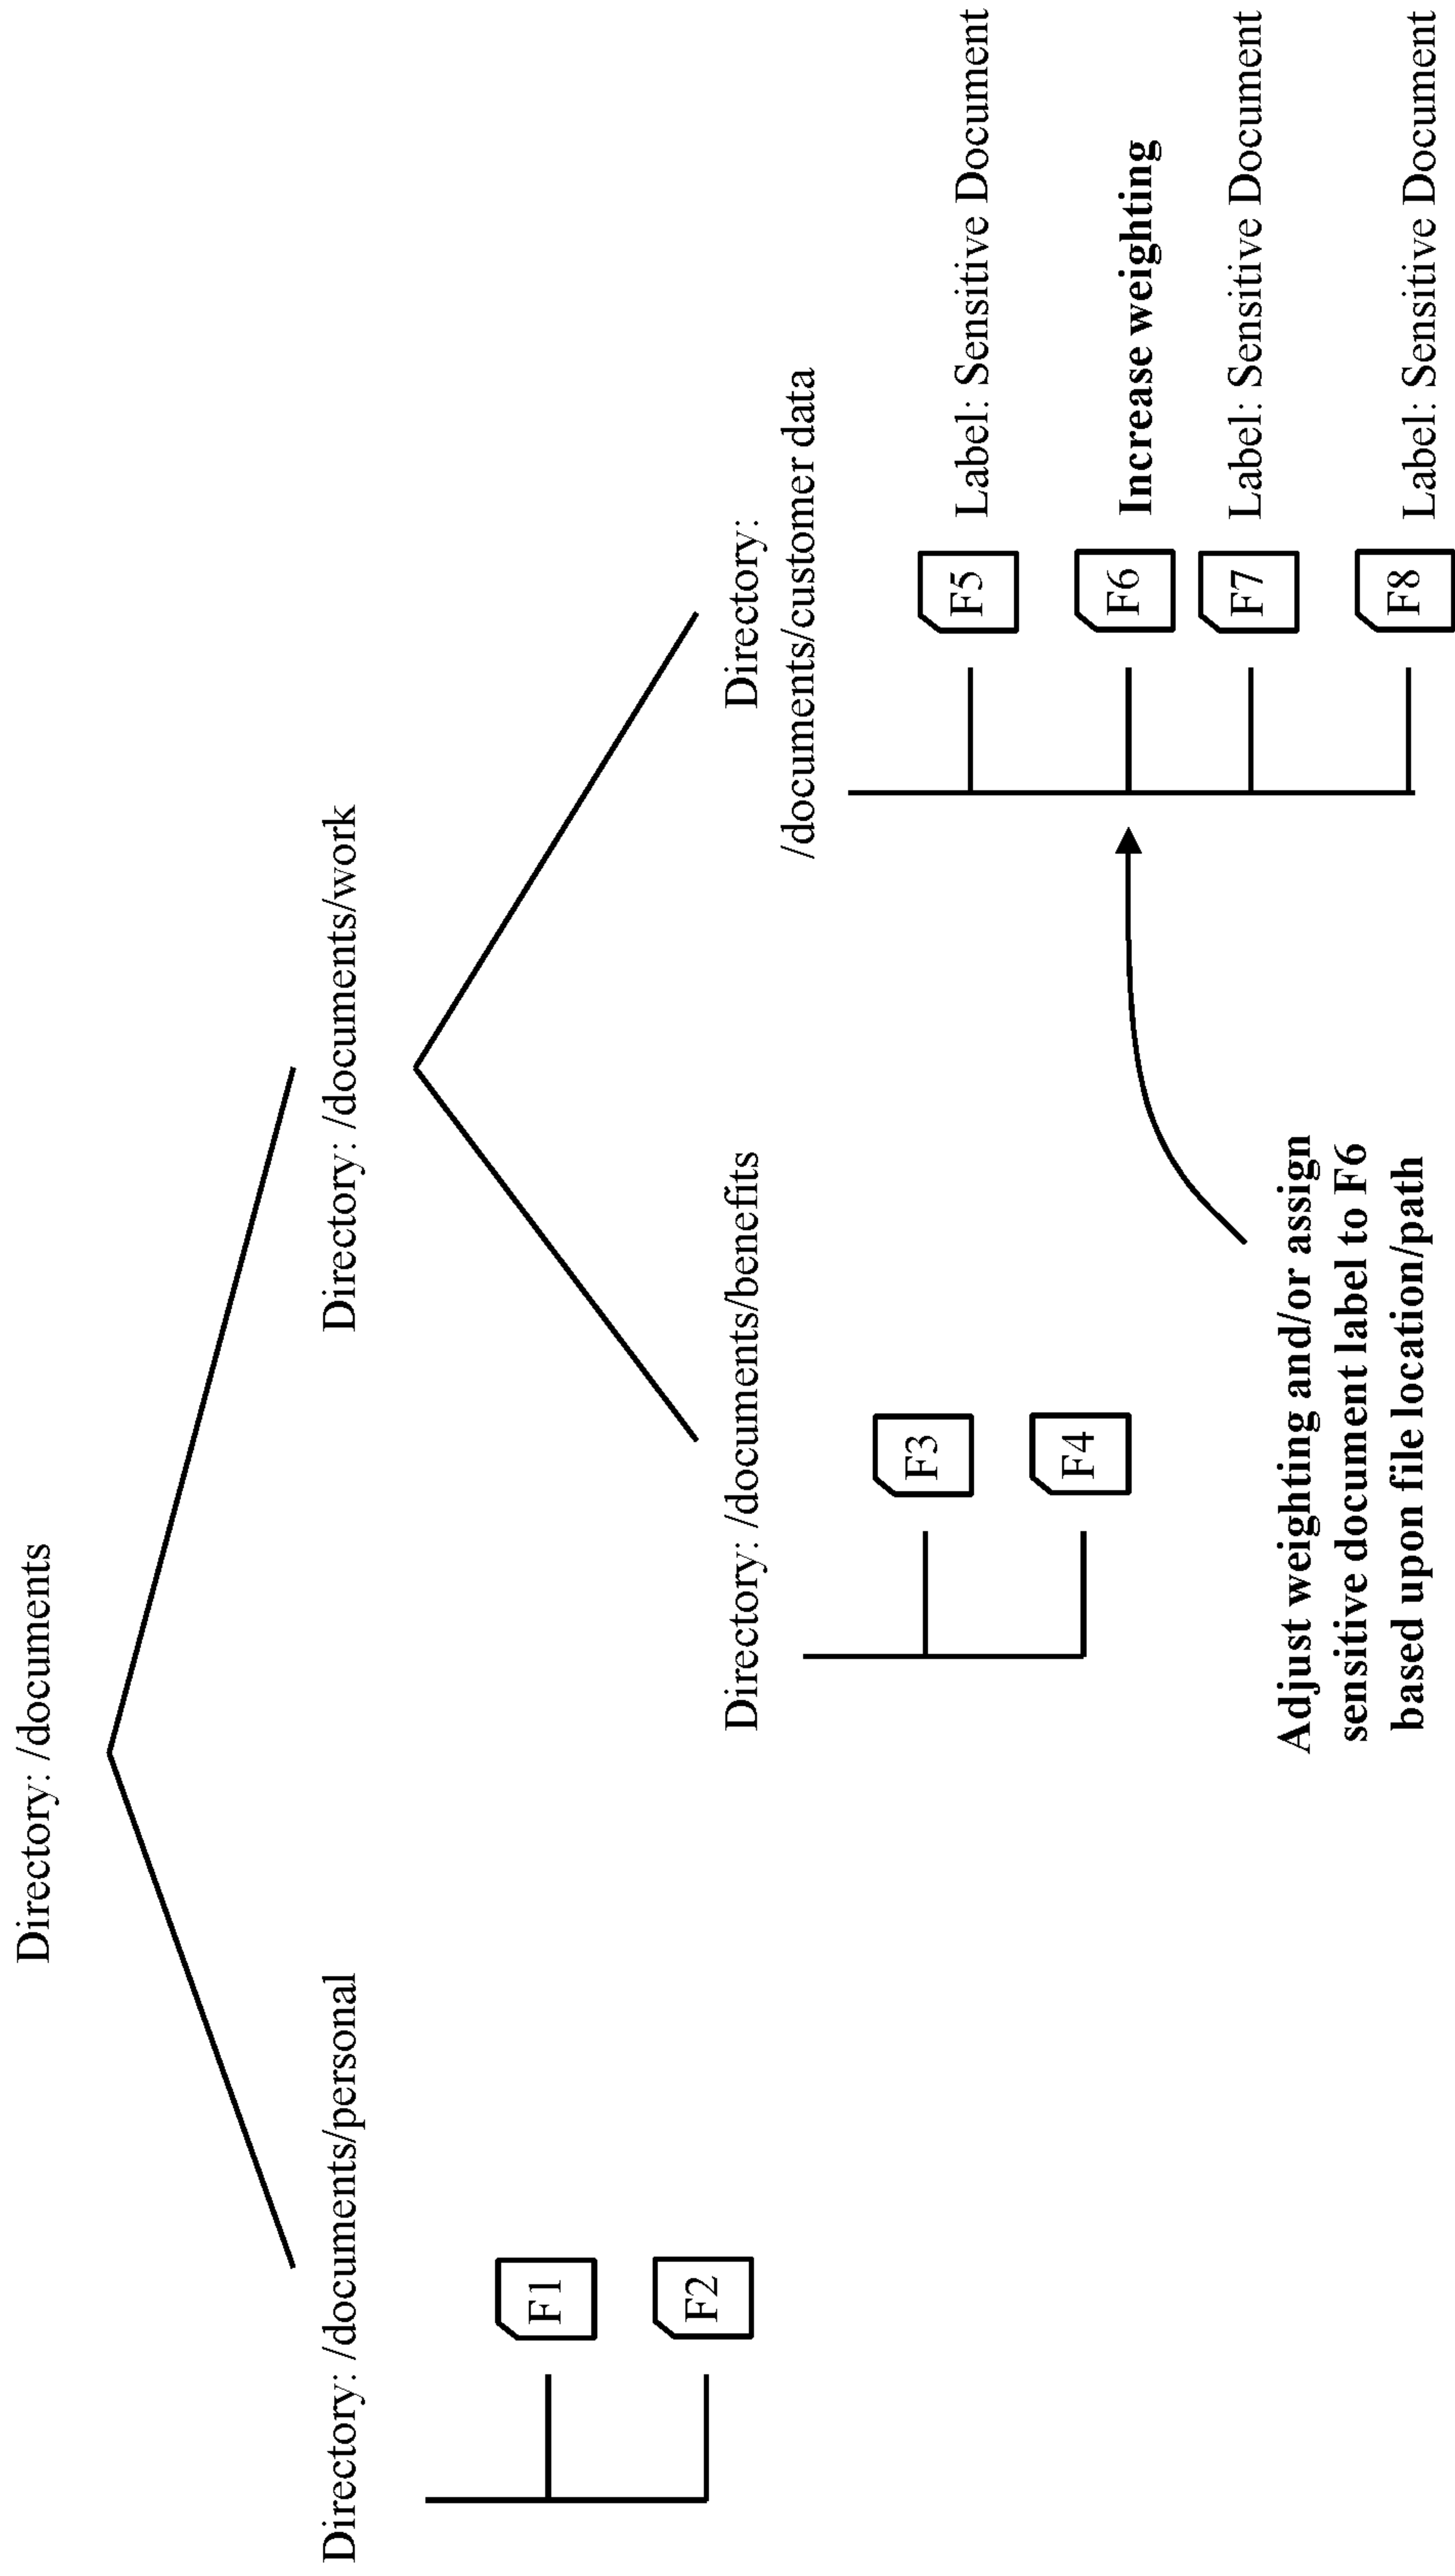 Directory: /documents
Directory: /documents/personal
F1
F2
Directory: /documents/work
Directory: /documents/benefits
F3
F4
Directory:
/documents/customer data
F5
Label: Sensitive Document
F6
Increase weighting
F7
Label: Sensitive Document
F8
Label: Sensitive Document
Adjust weighting and/or assign
sensitive document label to F6
based upon file location/path